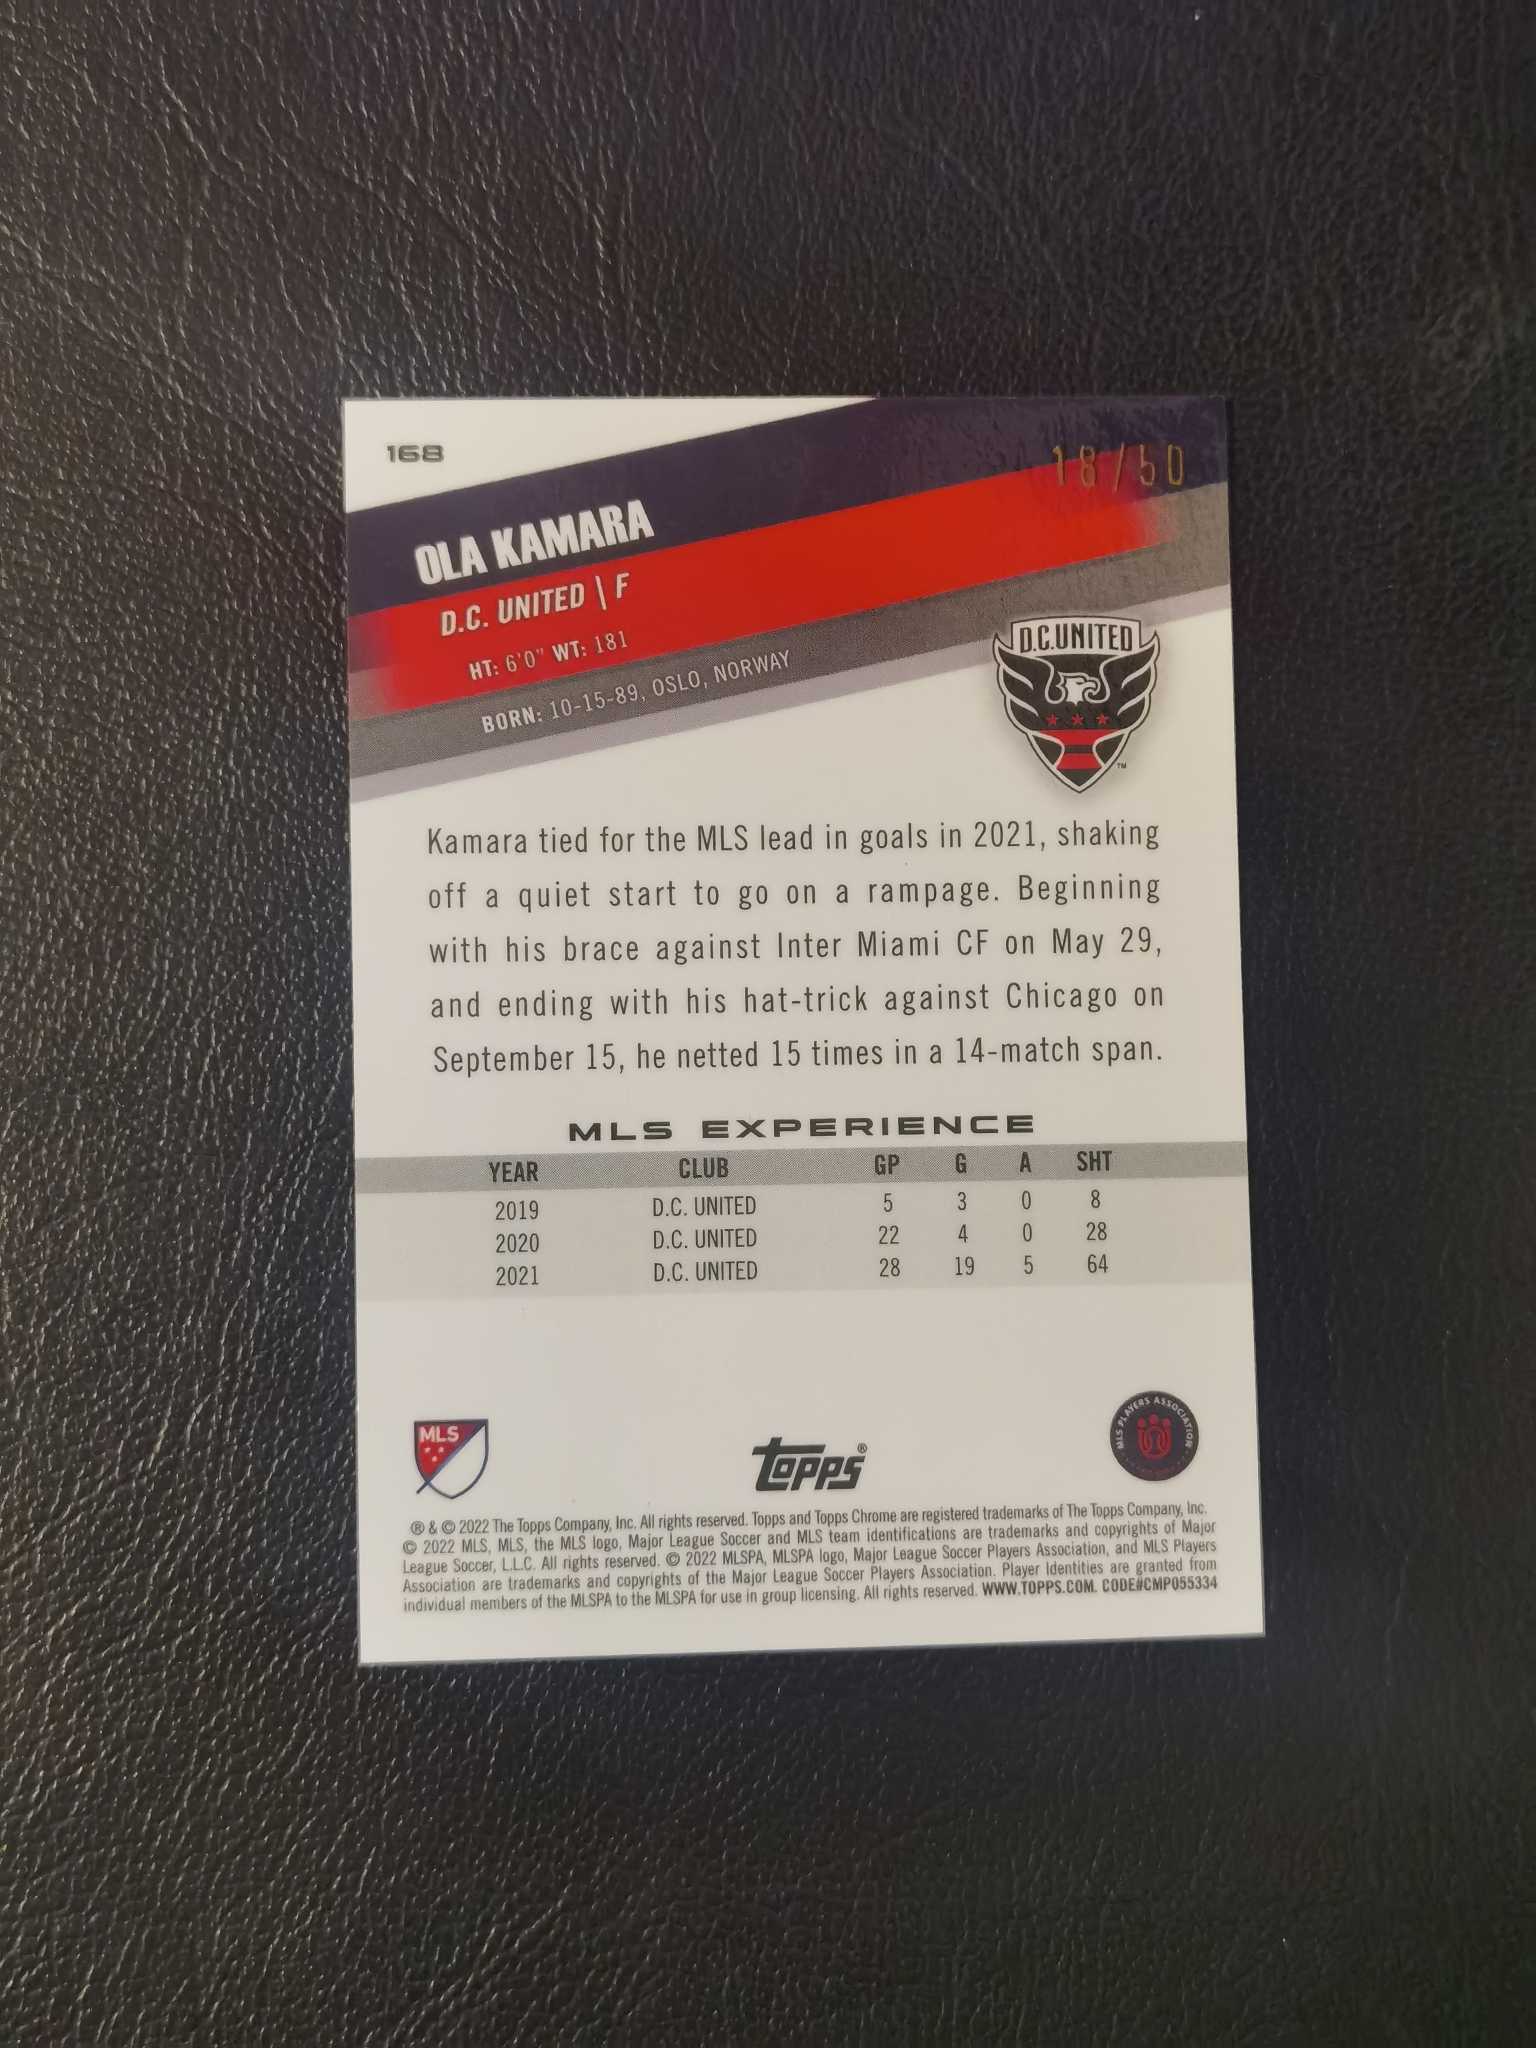 168
18/50
OLA KAMARA
D.C. UNITED \ F
HT: 6'0" WT: 181
BORN: 10-15-89, OSLO, NORWAY
D.C.UNITED
TM
Kamara tied for the MLS lead in goals in 2021, shaking
off a quiet start to go on a rampage. Beginning
with his brace against Inter Miami CF on May 29,
and ending with his hat-trick against Chicago on
September 15, he netted 15 times in a 14-match span.
MLS EXPERIENCE
YEAR CLUB GP G A SHT
2019 D.C. UNITED 5 3 0 8
2020 D.C. UNITED 22 4 0 28
2021 D.C. UNITED 28 19 5 64
MLS
topps®
MLS PLAYERS ASSOCIATION
® & © 2022 The Topps Company, Inc. All rights reserved. Topps and Topps Chrome are registered trademarks of The Topps Company, Inc.
© 2022 MLS, MLS, the MLS logo, Major League Soccer and MLS team identifications are trademarks and copyrights of Major
League Soccer, L.L.C. All rights reserved. © 2022 MLSPA, MLSPA logo, Major League Soccer Players Association, and MLS Players
Association are trademarks and copyrights of the Major League Soccer Players Association. Player Identities are granted from
individual members of the MLSPA to the MLSPA for use in group licensing. All rights reserved. WWW.TOPPS.COM. CODE#CMP055334